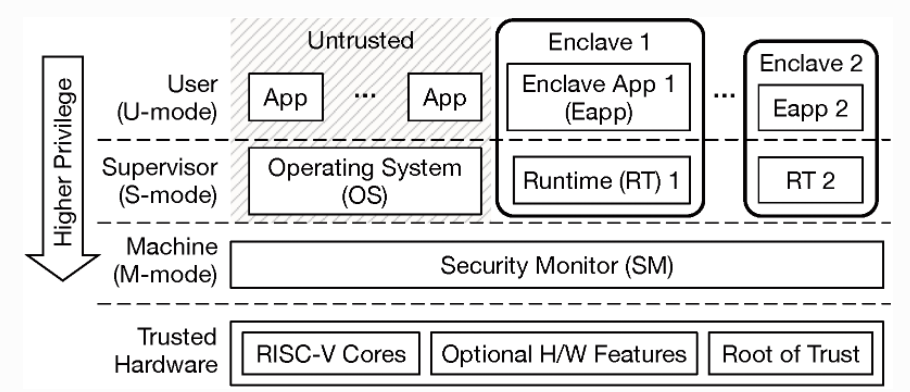 Higher Privilege
Untrusted
Enclave 1
Enclave 2
User
(U-mode)
App
...
App
Enclave App 1
(Eapp)
...
Eapp 2
Supervisor
(S-mode)
Operating System
(OS)
Runtime (RT) 1
RT 2
Machine
(M-mode)
Security Monitor (SM)
Trusted
Hardware
RISC-V Cores
Optional H/W Features
Root of Trust